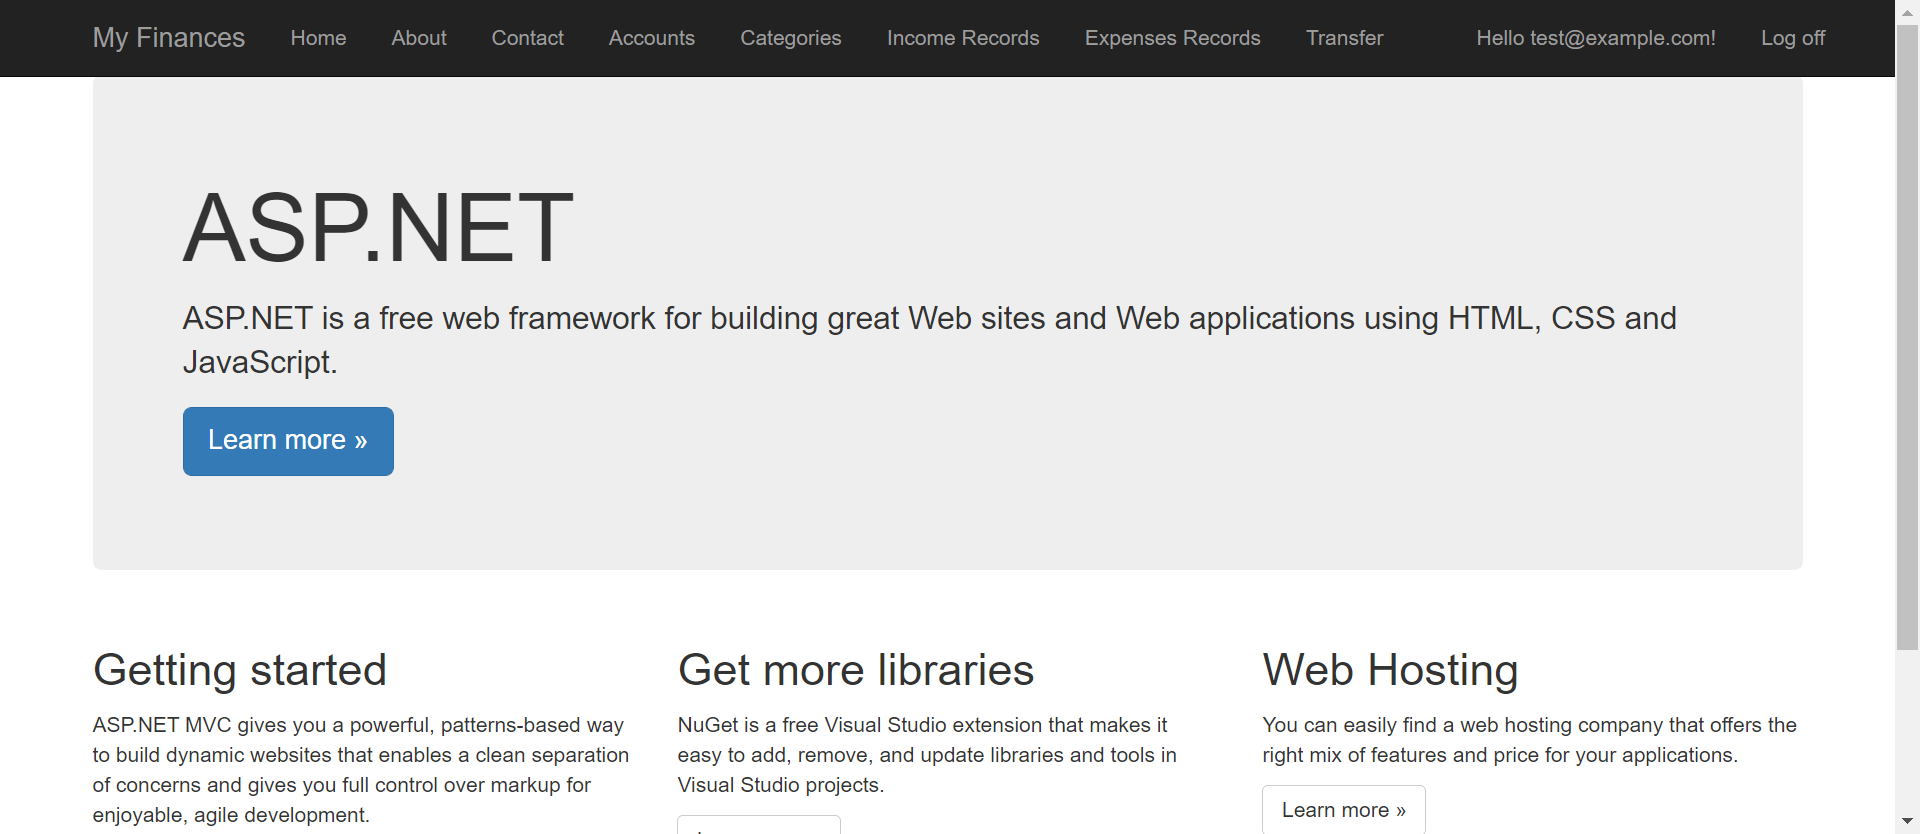 My Finances Home About Contact Accounts Categories Income Records Expenses Records Transfer Hello test@example.com! Log off
ASP.NET
ASP.NET is a free web framework for building great Web sites and Web applications using HTML, CSS and
JavaScript.
Learn more »
Getting started
ASP.NET MVC gives you a powerful, patterns-based way
to build dynamic websites that enables a clean separation
of concerns and gives you full control over markup for
enjoyable, agile development.
Get more libraries
NuGet is a free Visual Studio extension that makes it
easy to add, remove, and update libraries and tools in
Visual Studio projects.
Web Hosting
You can easily find a web hosting company that offers the
right mix of features and price for your applications.
Learn more »